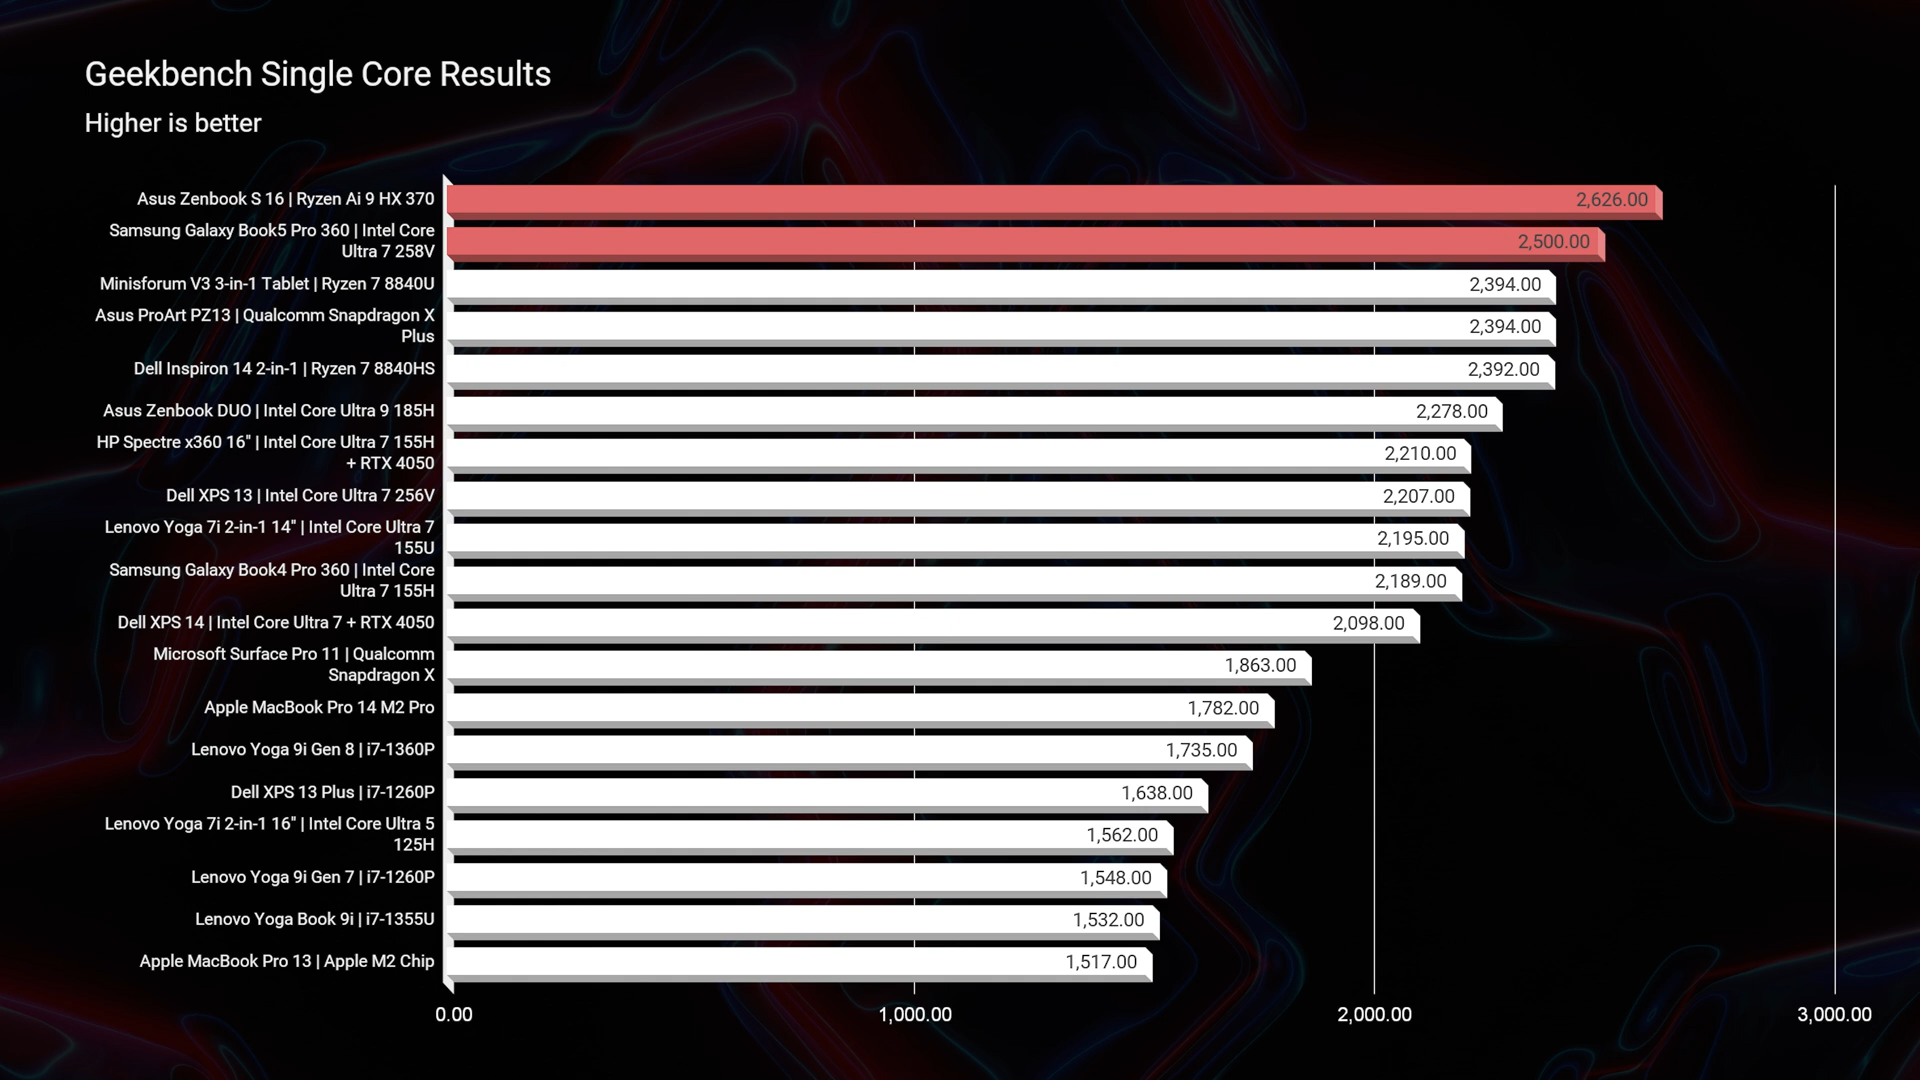 Geekbench Single Core Results
Higher is better
Asus Zenbook S 16 | Ryzen Ai 9 HX 370
2,626.00
Samsung Galaxy Book5 Pro 360 | Intel Core
Ultra 7 258V
2,500.00
Minisforum V3 3-in-1 Tablet | Ryzen 7 8840U
2,394.00
Asus ProArt PZ13 | Qualcomm Snapdragon X
Plus
2,394.00
Dell Inspiron 14 2-in-1 | Ryzen 7 8840HS
2,392.00
Asus Zenbook DUO | Intel Core Ultra 9 185H
2,278.00
HP Spectre x360 16" | Intel Core Ultra 7 155H
+ RTX 4050
2,210.00
Dell XPS 13 | Intel Core Ultra 7 256V
2,207.00
Lenovo Yoga 7i 2-in-1 14" | Intel Core Ultra 7
155U
2,195.00
Samsung Galaxy Book4 Pro 360 | Intel Core
Ultra 7 155H
2,189.00
Dell XPS 14 | Intel Core Ultra 7 + RTX 4050
2,098.00
Microsoft Surface Pro 11 | Qualcomm
Snapdragon X
1,863.00
Apple MacBook Pro 14 M2 Pro
1,782.00
Lenovo Yoga 9i Gen 8 | i7-1360P
1,735.00
Dell XPS 13 Plus | i7-1260P
1,638.00
Lenovo Yoga 7i 2-in-1 16" | Intel Core Ultra 5
125H
1,562.00
Lenovo Yoga 9i Gen 7 | i7-1260P
1,548.00
Lenovo Yoga Book 9i | i7-1355U
1,532.00
Apple MacBook Pro 13 | Apple M2 Chip
1,517.00
0.00
1,000.00
2,000.00
3,000.00